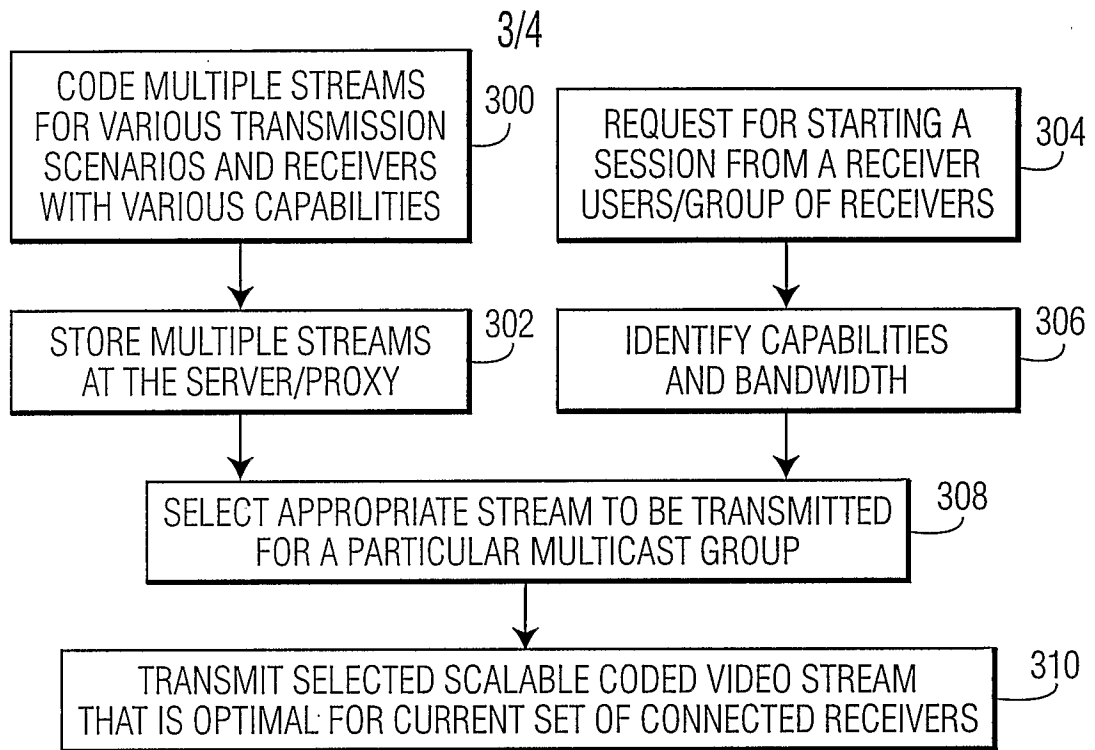 3/4
CODE MULTIPLE STREAMS
FOR VARIOUS TRANSMISSION
SCENARIOS AND RECEIVERS
WITH VARIOUS CAPABILITIES
300
REQUEST FOR STARTING A
SESSION FROM A RECEIVER
USERS/GROUP OF RECEIVERS
304
STORE MULTIPLE STREAMS
AT THE SERVER/PROXY
302
IDENTIFY CAPABILITIES
AND BANDWIDTH
306
SELECT APPROPRIATE STREAM TO BE TRANSMITTED
FOR A PARTICULAR MULTICAST GROUP
308
TRANSMIT SELECTED SCALABLE CODED VIDEO STREAM
THAT IS OPTIMAL FOR CURRENT SET OF CONNECTED RECEIVERS
310